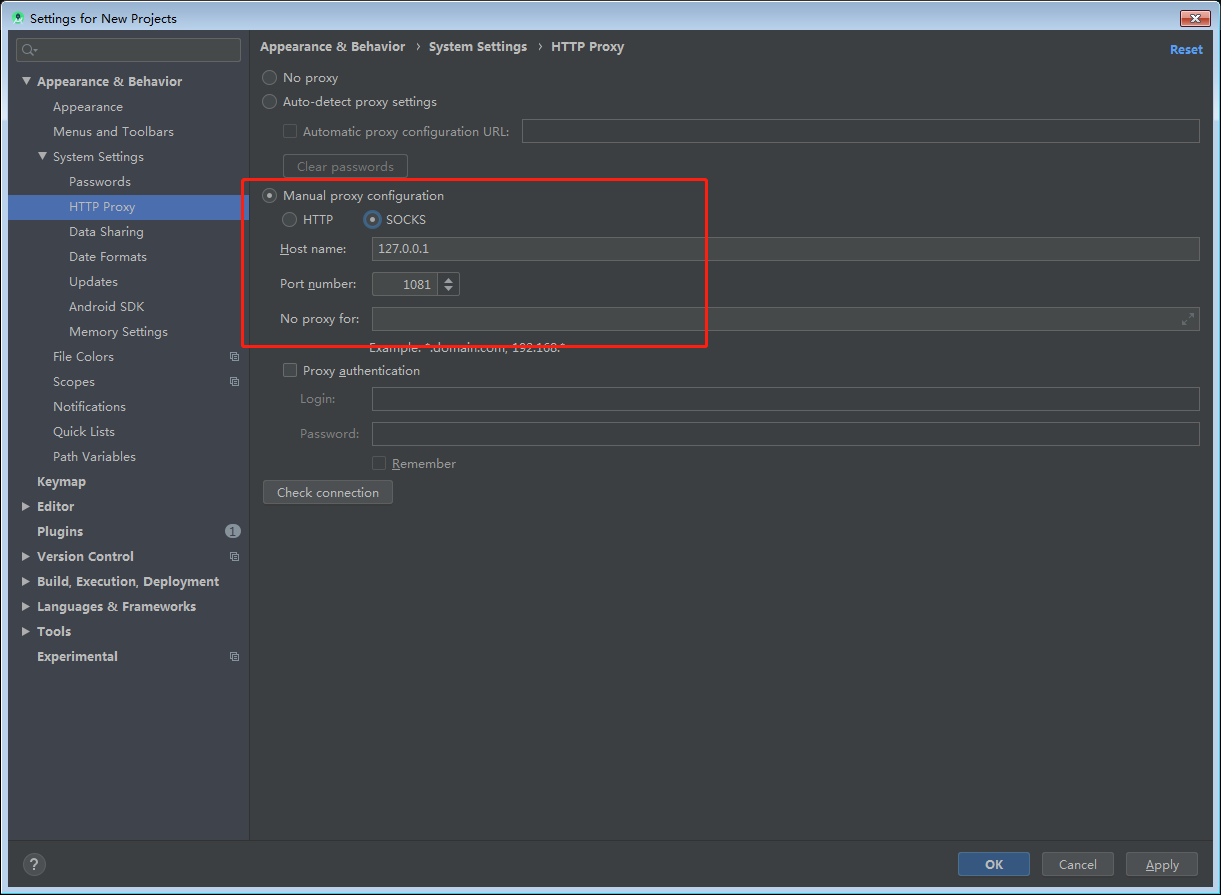 Settings for New Projects
Appearance & Behavior › System Settings › HTTP Proxy
Reset
Appearance & Behavior
Appearance
Menus and Toolbars
System Settings
Passwords
HTTP Proxy
Data Sharing
Date Formats
Updates
Android SDK
Memory Settings
File Colors
Scopes
Notifications
Quick Lists
Path Variables
Keymap
Editor
Plugins 1
Version Control
Build, Execution, Deployment
Languages & Frameworks
Tools
Experimental
No proxy
Auto-detect proxy settings
Automatic proxy configuration URL:
Clear passwords
Manual proxy configuration
HTTP SOCKS
Host name: 127.0.0.1
Port number: 1081
No proxy for:
Example: *.domain.com, 192.168.*
Proxy authentication
Login:
Password:
Remember
Check connection
?
OK Cancel Apply